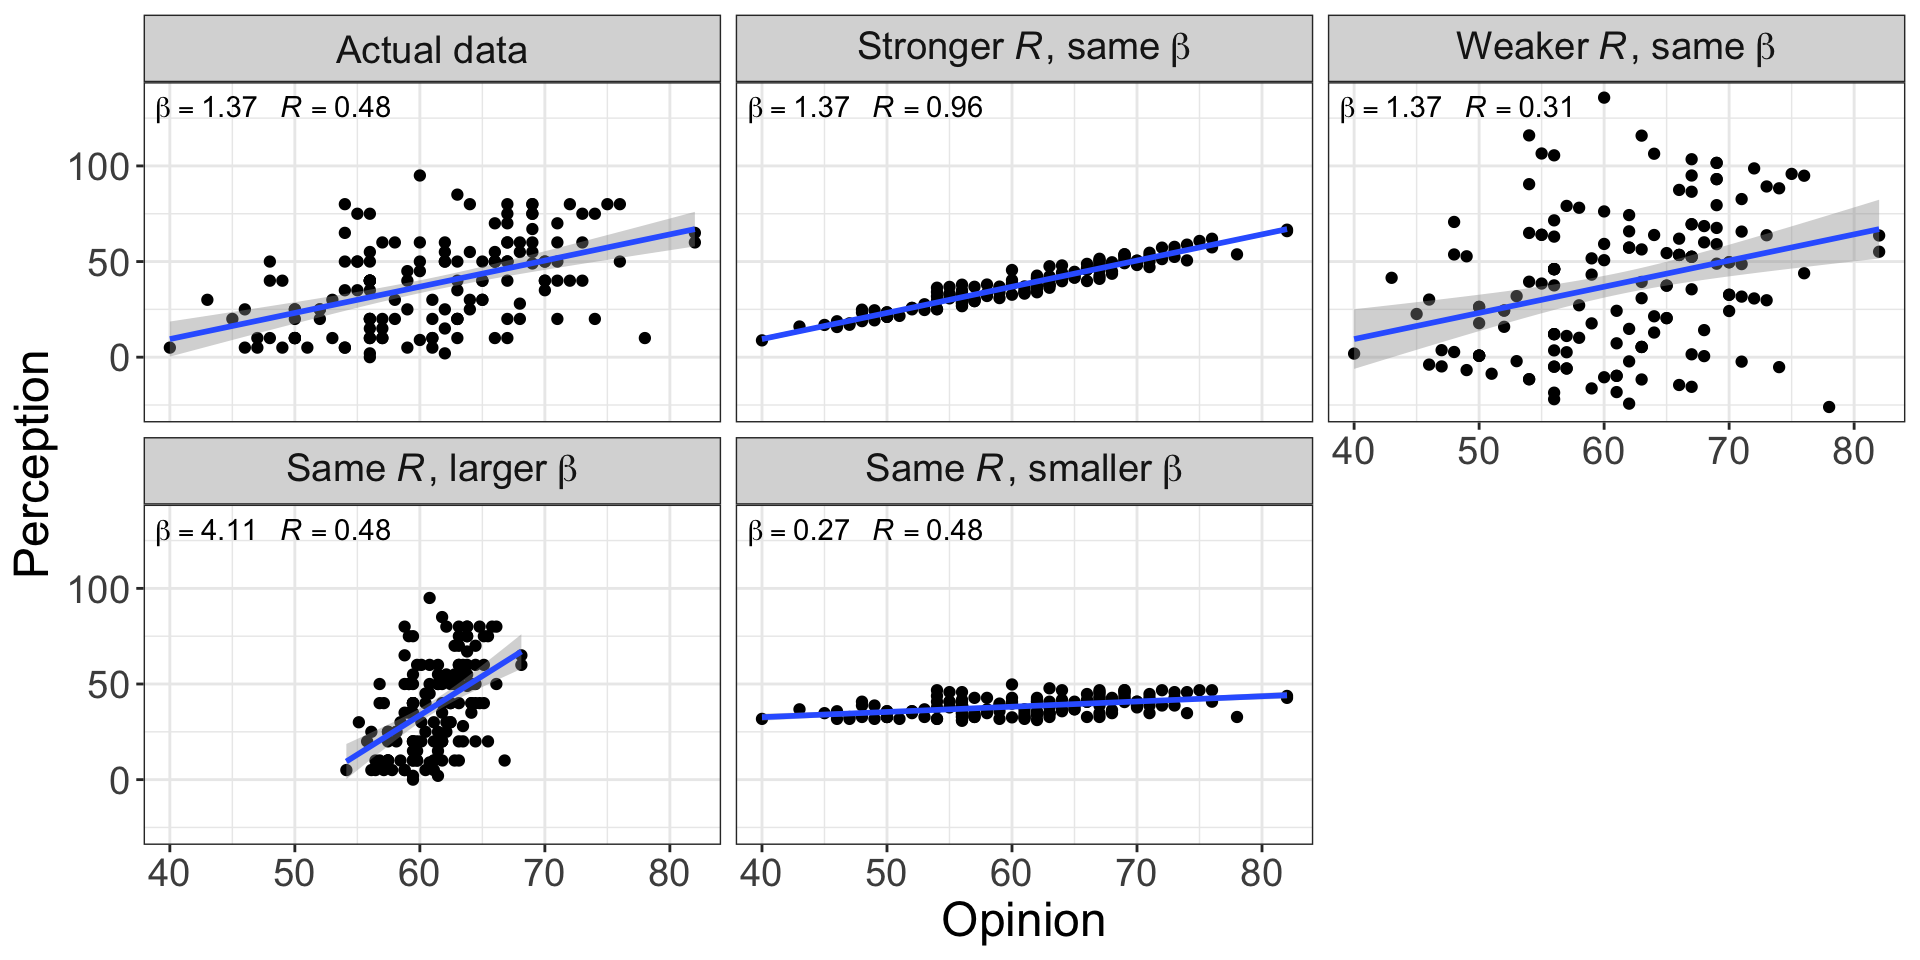 Actual data
Stronger R, same β
Weaker R, same β
β = 1.37 R = 0.48
β = 1.37 R = 0.96
β = 1.37 R = 0.31
100
50
0
40 50 60 70 80
Same R, larger β
Same R, smaller β
β = 4.11 R = 0.48
β = 0.27 R = 0.48
100
50
0
40 50 60 70 80
40 50 60 70 80
Perception
Opinion